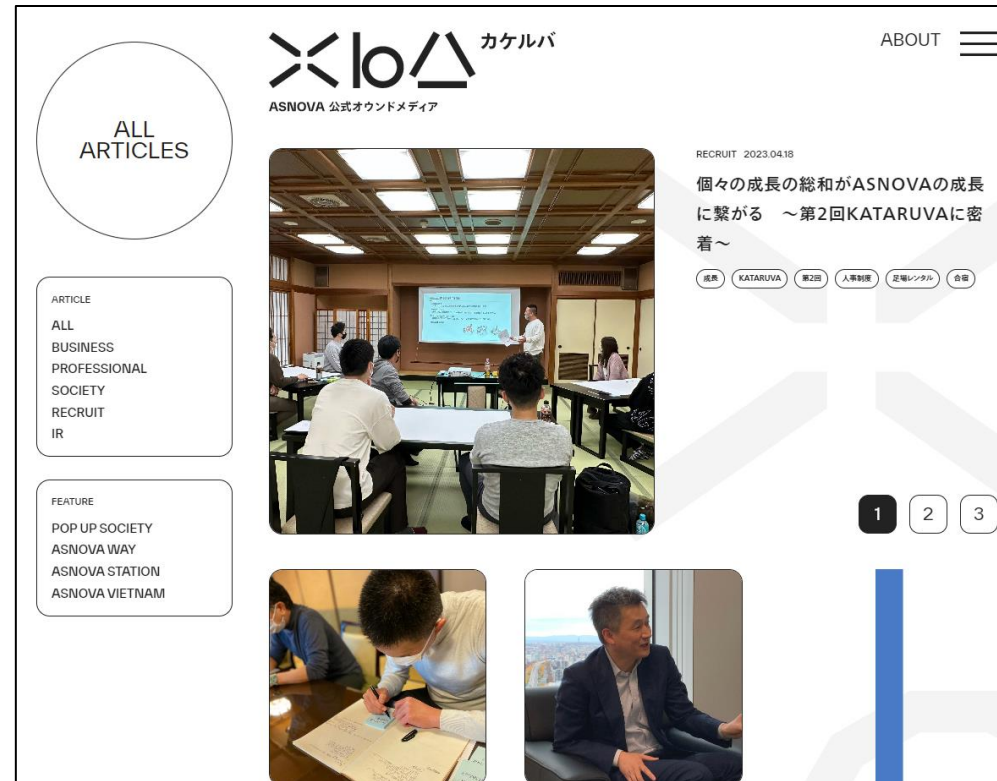 ALL
ARTICLES
カケルバ
ASNOVA 公式オウンドメディア
ABOUT
RECRUIT 2023.04.18
個々の成長の総和がASNOVAの成長
に繋がる　～第2回KATARUVAに密
着～
成長 KATARUVA 第2回 人事制度 足場レンタル 合宿
ARTICLE
ALL
BUSINESS
PROFESSIONAL
SOCIETY
RECRUIT
IR
FEATURE
POP UP SOCIETY
ASNOVA WAY
ASNOVA STATION
ASNOVA VIETNAM
1 2 3